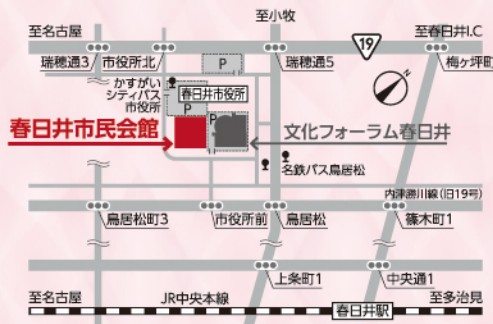 至名古屋
至小牧
至春日井I.C
19
瑞穂通3
市役所北
P
瑞穂通5
梅ヶ坪町
かすがい
シティバス
市役所
春日井市役所
P
P
春日井市民会館
文化フォーラム春日井
名鉄バス鳥居松
内津勝川線(旧19号)
鳥居松町3
市役所前
鳥居松
篠木町1
上条町1
中央通1
至名古屋
JR中央本線
春日井駅
至多治見